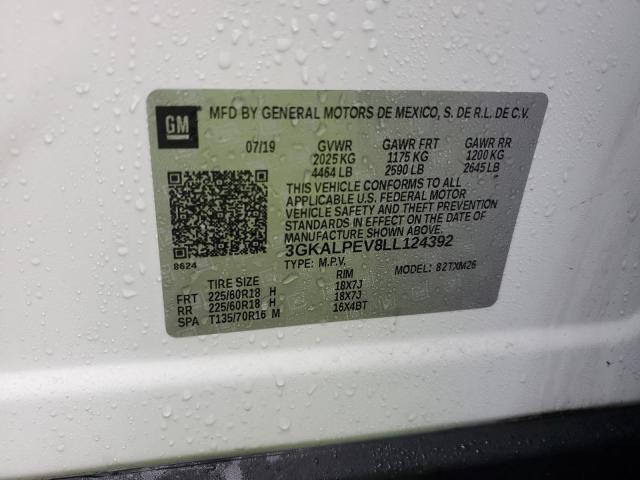 GM
MFD BY GENERAL MOTORS DE MEXICO, S. DE R.L. DE C.V.
07/19 GVWR GAWR FRT GAWR RR
2025 KG 1175 KG 1200 KG
4464 LB 2590 LB 2645 LB
THIS VEHICLE CONFORMS TO ALL
APPLICABLE U.S. FEDERAL MOTOR
VEHICLE SAFETY AND THEFT PREVENTION
STANDARDS IN EFFECT ON THE DATE OF
MANUFACTURE SHOWN ABOVE.
3GKALPEV8LL124392
8624 TYPE: M.P.V. MODEL: 82TXM26
TIRE SIZE RIM
FRT 225/60R18 H 18X7J
RR 225/60R18 H 18X7J
SPA T135/70R16 M 16X4BT